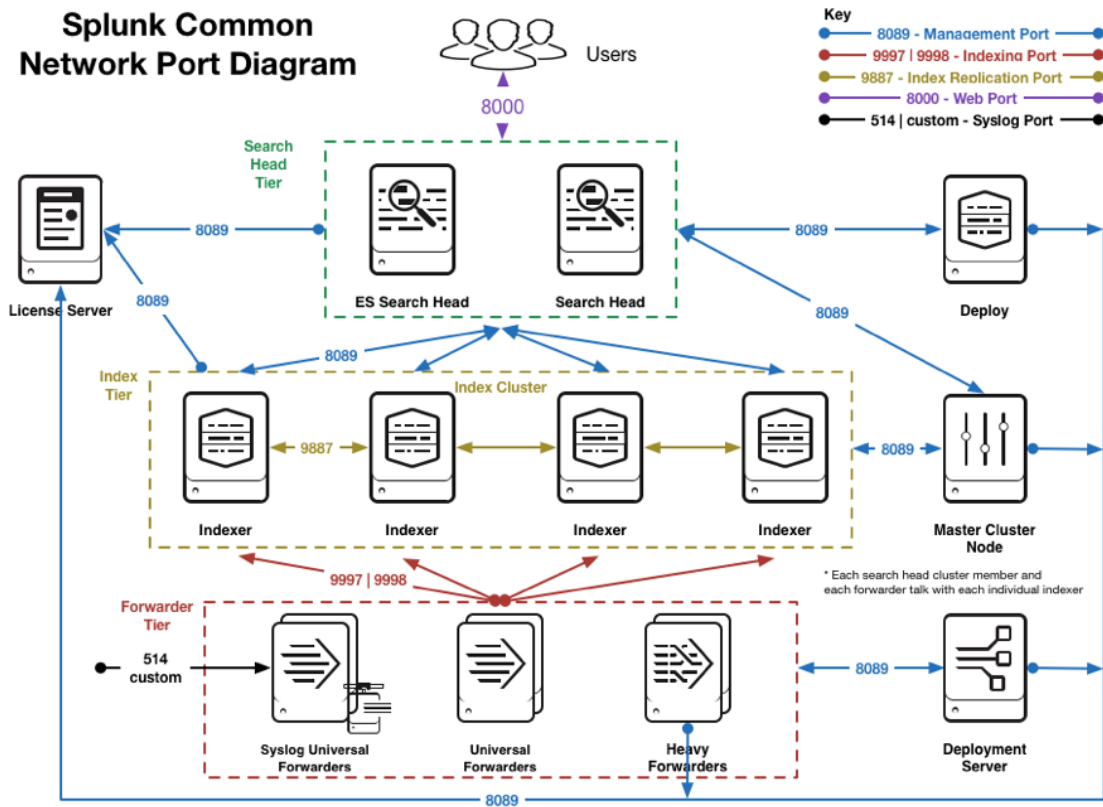 Splunk Common
Network Port Diagram
Users
Key
8089 - Management Port
9997 | 9998 - Indexing Port
9887 - Index Replication Port
8000 - Web Port
514 | custom - Syslog Port
8000
Search
Head
Tier
8089
8089
License Server
ES Search Head
Search Head
Deploy
8089
8089
8089
Index
Tier
Index Cluster
9887
8089
Indexer
Indexer
Indexer
Indexer
Master Cluster
Node
9997 | 9998
* Each search head cluster member and
each forwarder talk with each individual indexer
Forwarder
Tier
514
custom
8089
Syslog Universal
Forwarders
Universal
Forwarders
Heavy
Forwarders
Deployment
Server
8089